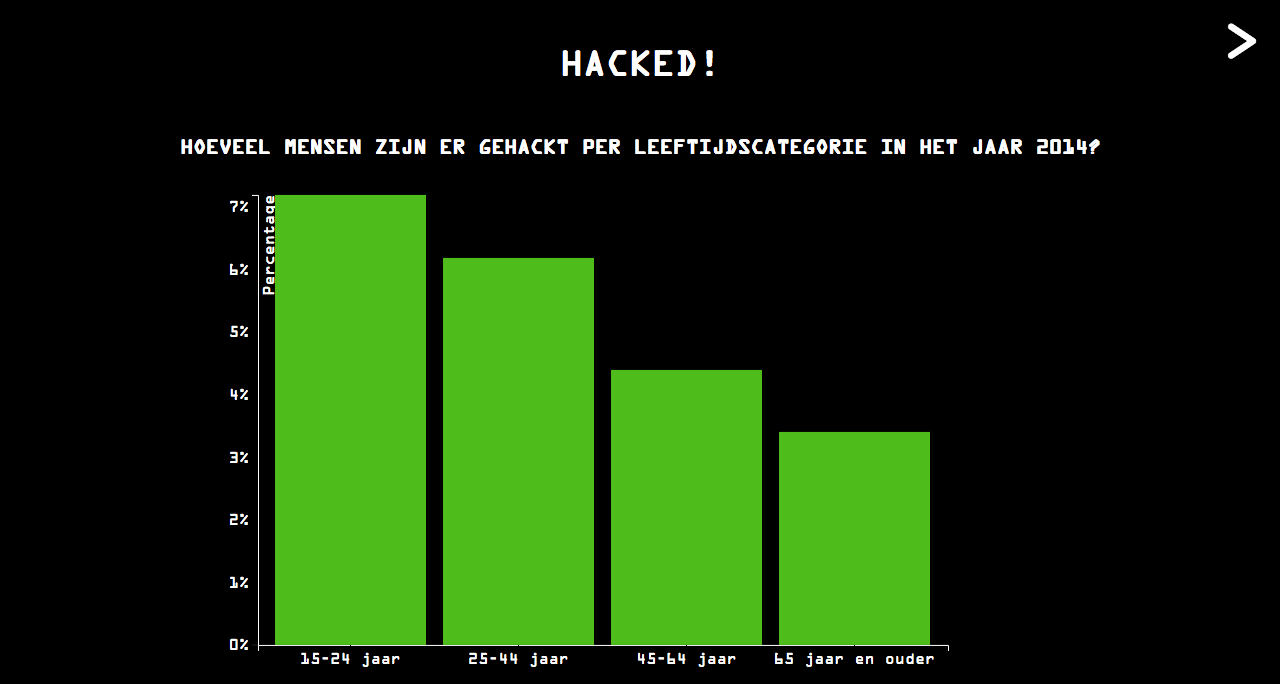 HACKED!
HOEVEEL MENSEN ZIJN ER GEHACKT PER LEEFTIJDSCATEGORIE IN HET JAAR 2014?
Percentage
7%
6%
5%
4%
3%
2%
1%
0%
15-24 jaar
25-44 jaar
45-64 jaar
65 jaar en ouder